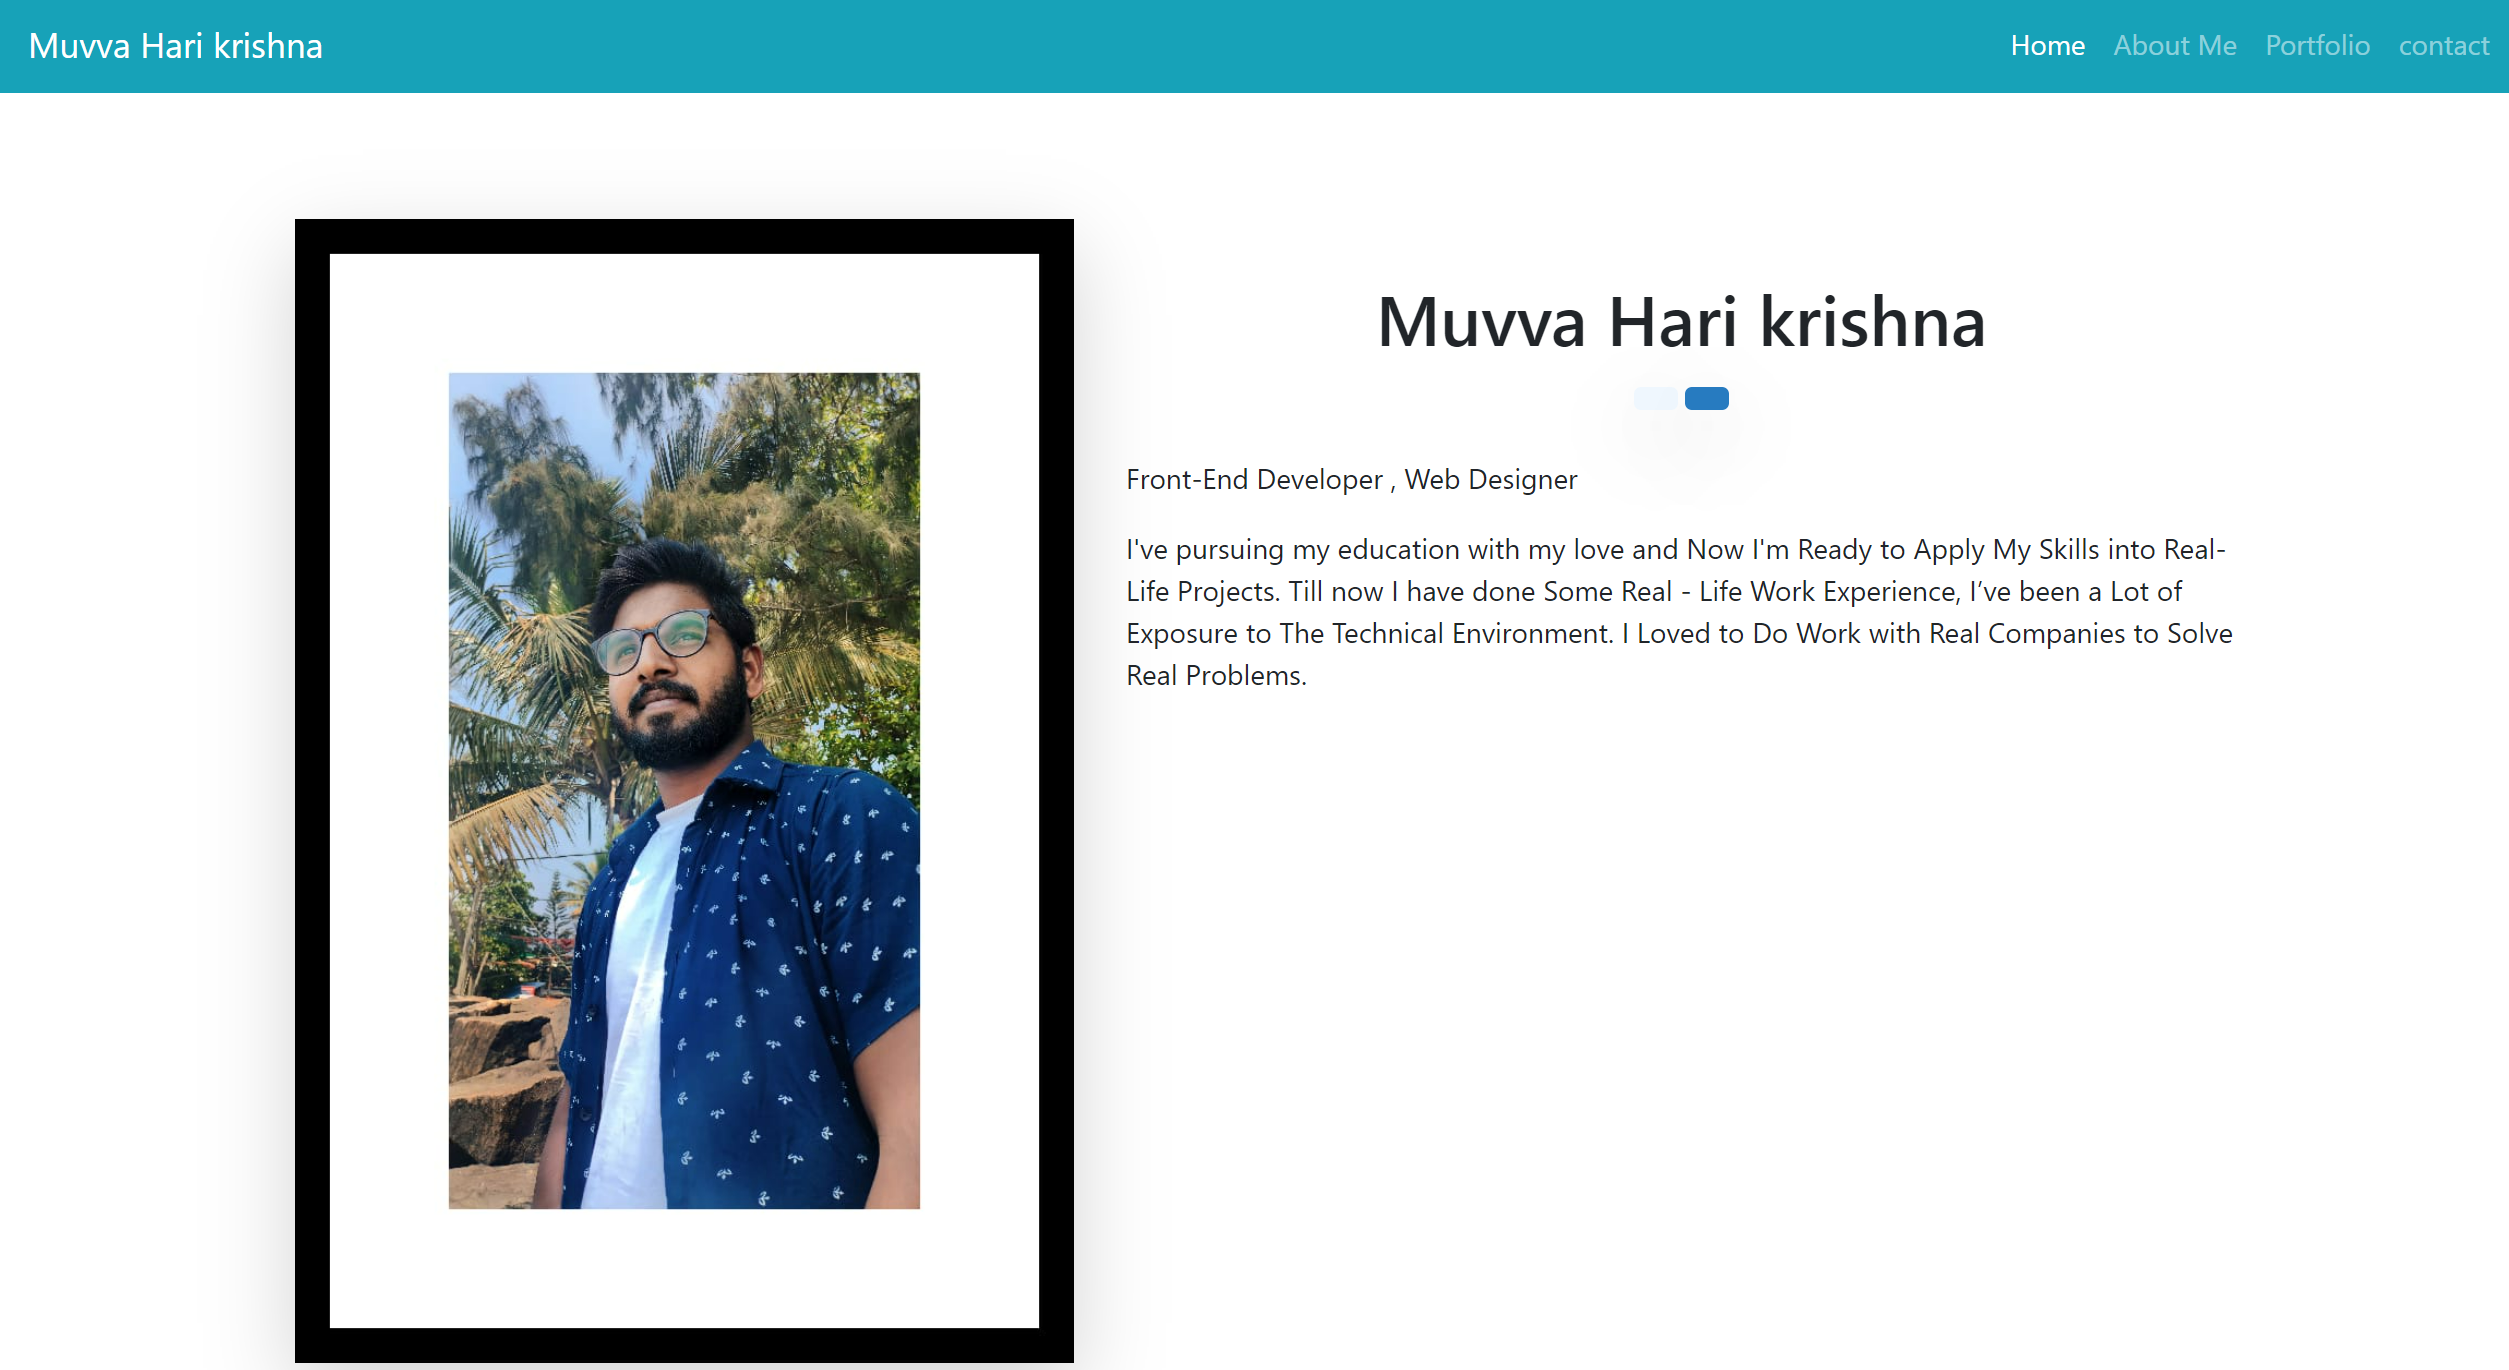 Muvva Hari krishna
Home About Me Portfolio contact
Muvva Hari krishna
Front-End Developer , Web Designer
I've pursuing my education with my love and Now I'm Ready to Apply My Skills into Real-
Life Projects. Till now I have done Some Real - Life Work Experience, I’ve been a Lot of
Exposure to The Technical Environment. I Loved to Do Work with Real Companies to Solve
Real Problems.